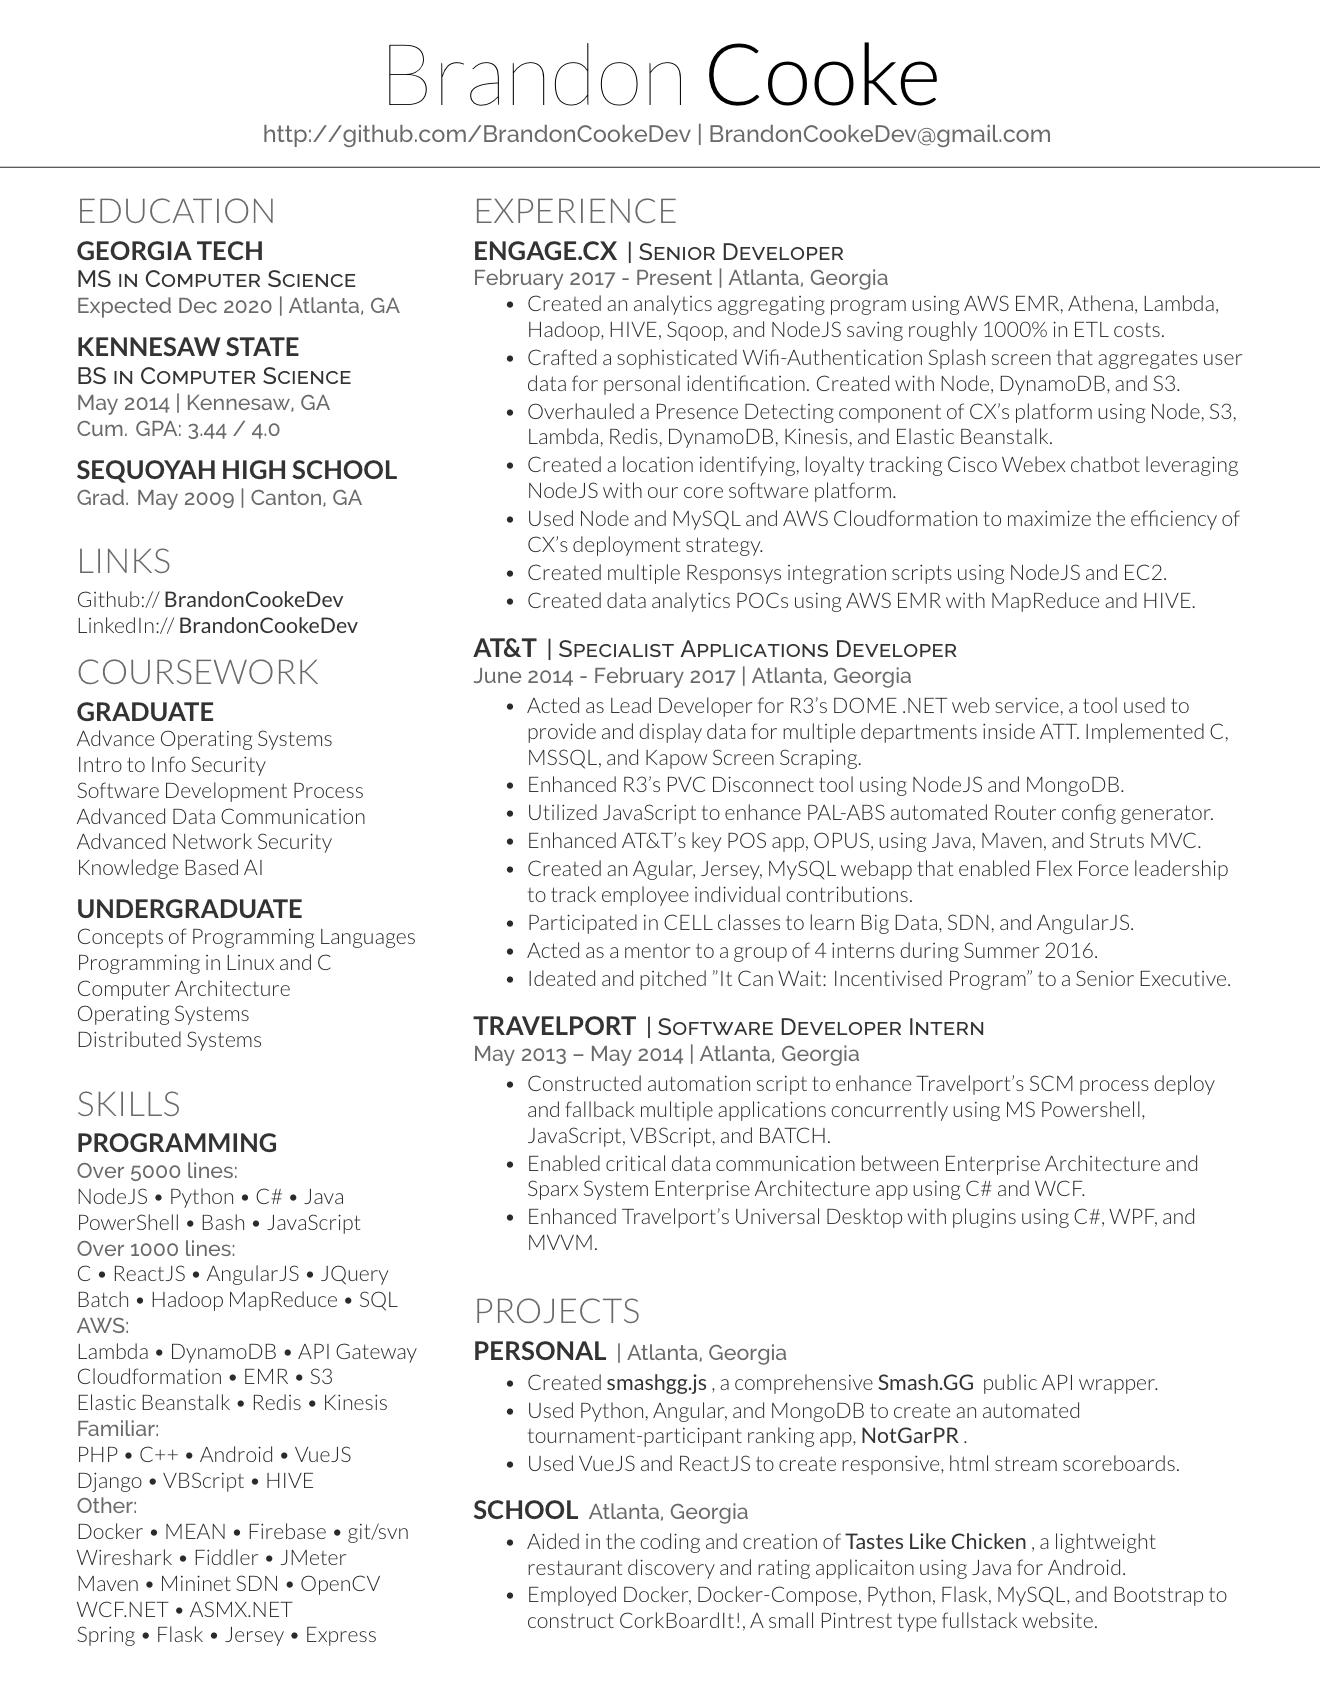 Brandon Cooke
http://github.com/BrandonCookeDev | BrandonCookeDev@gmail.com
EDUCATION
GEORGIA TECH
MS in Computer Science
Expected Dec 2020 | Atlanta, GA
KENNESAW STATE
BS in Computer Science
May 2014 | Kennesaw, GA
Cum. GPA: 3.44 / 4.0
SEQUOYAH HIGH SCHOOL
Grad. May 2009 | Canton, GA
LINKS
Github:// BrandonCookeDev
LinkedIn:// BrandonCookeDev
COURSEWORK
GRADUATE
Advance Operating Systems
Intro to Info Security
Software Development Process
Advanced Data Communication
Advanced Network Security
Knowledge Based AI
UNDERGRADUATE
Concepts of Programming Languages
Programming in Linux and C
Computer Architecture
Operating Systems
Distributed Systems
SKILLS
PROGRAMMING
Over 5000 lines:
NodeJS • Python • C# • Java
PowerShell • Bash • JavaScript
Over 1000 lines:
C • ReactJS • AngularJS • JQuery
Batch • Hadoop MapReduce • SQL
AWS:
Lambda • DynamoDB • API Gateway
Cloudformation • EMR • S3
Elastic Beanstalk • Redis • Kinesis
Familiar:
PHP • C++ • Android • VueJS
Django • VBScript • HIVE
Other:
Docker • MEAN • Firebase • git/svn
Wireshark • Fiddler • JMeter
Maven • Mininet SDN • OpenCV
WCF.NET • ASMX.NET
Spring • Flask • Jersey • Express
EXPERIENCE
ENGAGE.CX | Senior Developer
February 2017 - Present | Atlanta, Georgia
• Created an analytics aggregating program using AWS EMR, Athena, Lambda,
Hadoop, HIVE, Sqoop, and NodeJS saving roughly 1000% in ETL costs.
• Crafted a sophisticated Wifi-Authentication Splash screen that aggregates user
data for personal identification. Created with Node, DynamoDB, and S3.
• Overhauled a Presence Detecting component of CX's platform using Node, S3,
Lambda, Redis, DynamoDB, Kinesis, and Elastic Beanstalk.
• Created a location identifying, loyalty tracking Cisco Webex chatbot leveraging
NodeJS with our core software platform.
• Used Node and MySQL and AWS Cloudformation to maximize the efficiency of
CX's deployment strategy.
• Created multiple Responsys integration scripts using NodeJS and EC2.
• Created data analytics POCs using AWS EMR with MapReduce and HIVE.
AT&T | Specialist Applications Developer
June 2014 - February 2017 | Atlanta, Georgia
• Acted as Lead Developer for R3's DOME .NET web service, a tool used to
provide and display data for multiple departments inside ATT. Implemented C,
MSSQL, and Kapow Screen Scraping.
• Enhanced R3's PVC Disconnect tool using NodeJS and MongoDB.
• Utilized JavaScript to enhance PAL-ABS automated Router config generator.
• Enhanced AT&T's key POS app, OPUS, using Java, Maven, and Struts MVC.
• Created an Agular, Jersey, MySQL webapp that enabled Flex Force leadership
to track employee individual contributions.
• Participated in CELL classes to learn Big Data, SDN, and AngularJS.
• Acted as a mentor to a group of 4 interns during Summer 2016.
• Ideated and pitched ”It Can Wait: Incentivised Program” to a Senior Executive.
TRAVELPORT | Software Developer Intern
May 2013 – May 2014 | Atlanta, Georgia
• Constructed automation script to enhance Travelport's SCM process deploy
and fallback multiple applications concurrently using MS Powershell,
JavaScript, VBScript, and BATCH.
• Enabled critical data communication between Enterprise Architecture and
Sparx System Enterprise Architecture app using C# and WCF.
• Enhanced Travelport's Universal Desktop with plugins using C#, WPF, and
MVVM.
PROJECTS
PERSONAL | Atlanta, Georgia
• Created smashgg.js , a comprehensive Smash.GG public API wrapper.
• Used Python, Angular, and MongoDB to create an automated
tournament-participant ranking app, NotGarPR .
• Used VueJS and ReactJS to create responsive, html stream scoreboards.
SCHOOL Atlanta, Georgia
• Aided in the coding and creation of Tastes Like Chicken , a lightweight
restaurant discovery and rating applicaiton using Java for Android.
• Employed Docker, Docker-Compose, Python, Flask, MySQL, and Bootstrap to
construct CorkBoardIt!, A small Pintrest type fullstack website.